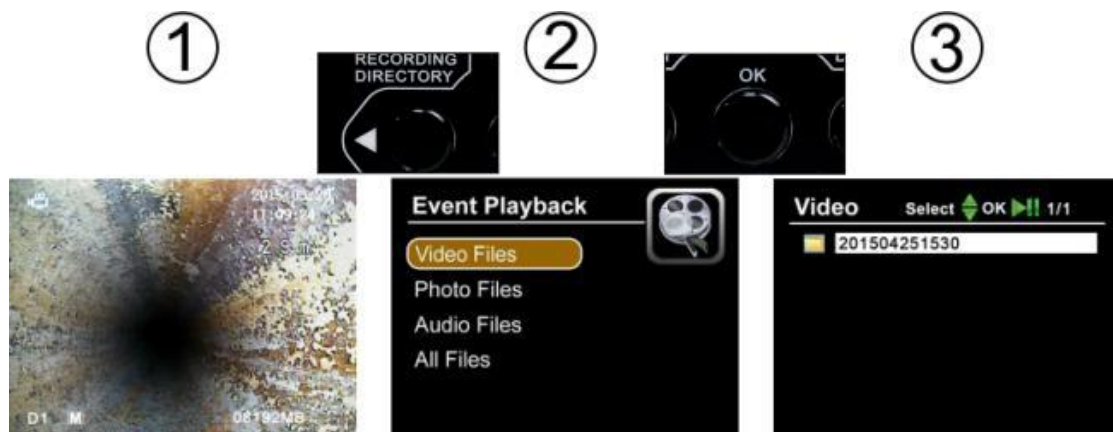 1
2
3
RECORDING
DIRECTORY
OK
11:09:24
D1 M
08192MB
Event Playback
Video Files
Photo Files
Audio Files
All Files
Video Select OK 1/1
201504251530